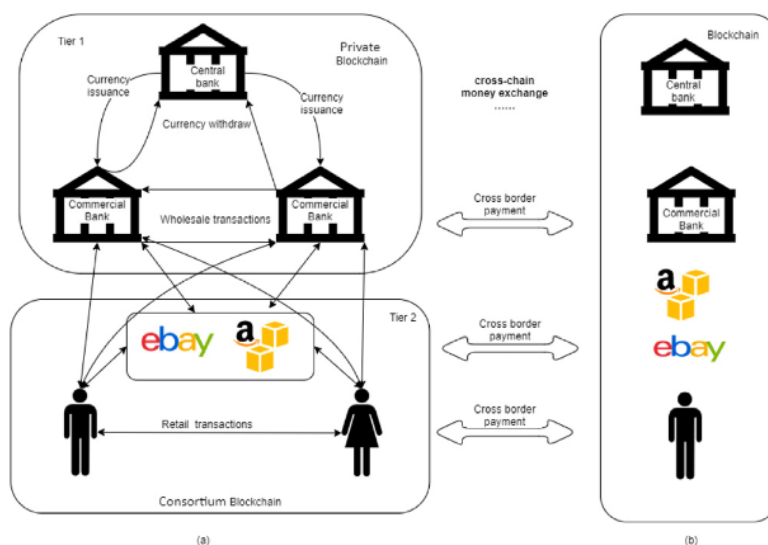 Tier 1
Private
Blockchain
Central
bank
Currency
issuance
Currency
issuance
Currency withdraw
Commercial
Bank
Wholesale transactions
Commercial
Bank
Tier 2
ebay
a
Retail transactions
Consortium Blockchain
(a)
cross-chain
money exchange
......
Cross border
payment
Cross border
payment
Cross border
payment
Blockchain
Central
bank
Commercial
Bank
a
ebay
(b)